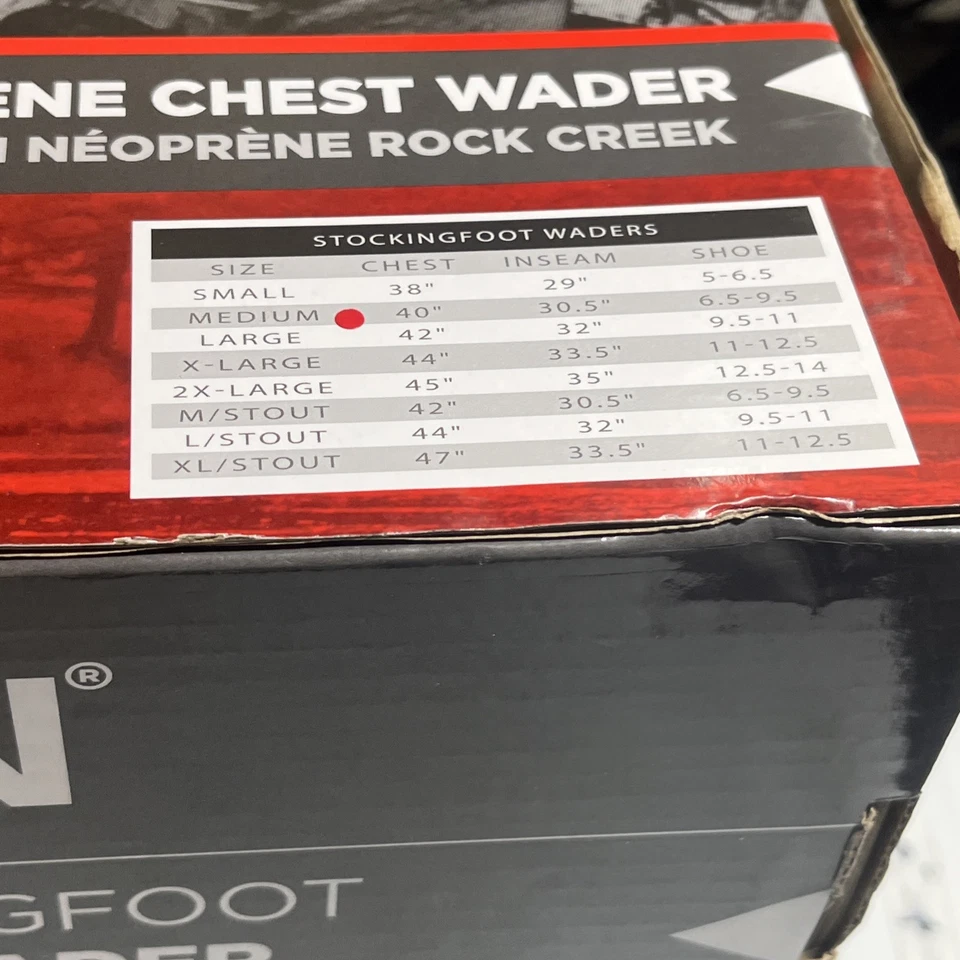 ENE CHEST WADER
NÉOPRÈNE ROCK CREEK
STOCKINGFOOT WADERS
SIZE CHEST INSEAM SHOE
SMALL 38" 29" 5-6.5
MEDIUM 40" 30.5" 6.5-9.5
LARGE 42" 32" 9.5-11
X-LARGE 44" 33.5" 11-12.5
2X-LARGE 45" 35" 12.5-14
M/STOUT 42" 30.5" 6.5-9.5
L/STOUT 44" 32" 9.5-11
XL/STOUT 47" 33.5" 11-12.5
N®
GFOOT
ADER